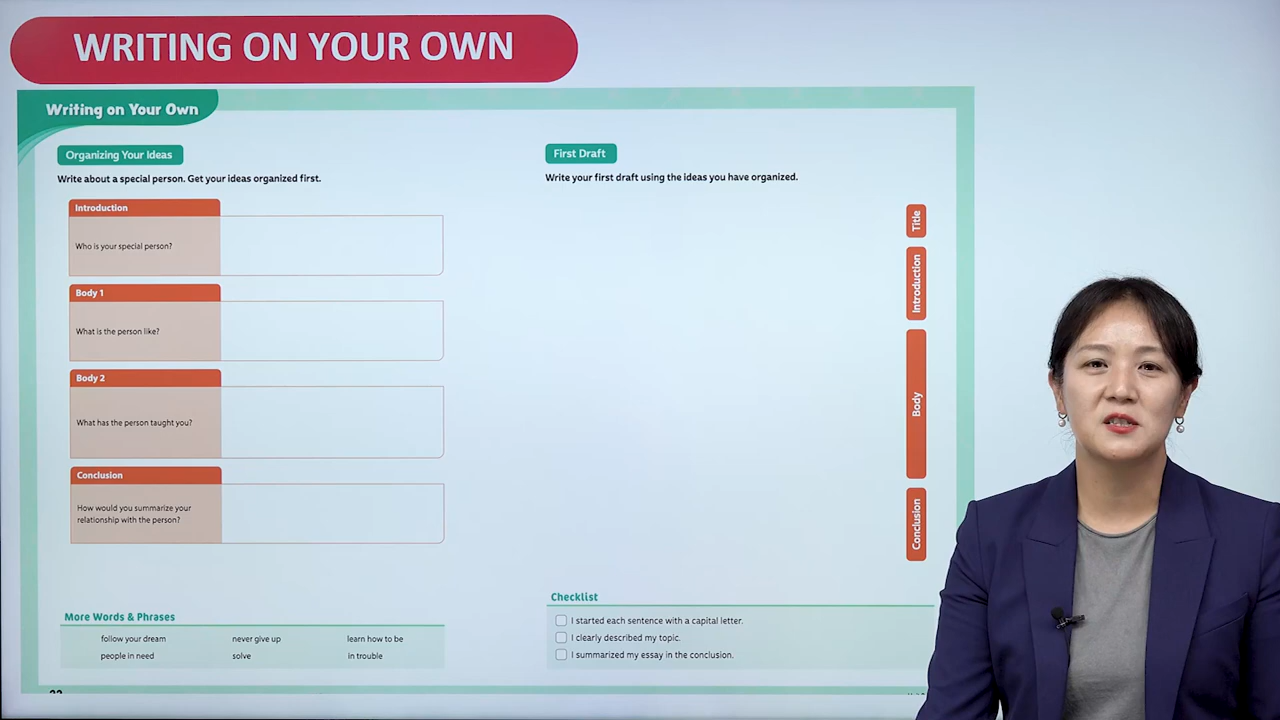 WRITING ON YOUR OWN
Writing on Your Own
Organizing Your Ideas
Write about a special person. Get your ideas organized first.
Introduction
Who is your special person?
Body 1
What is the person like?
Body 2
What has the person taught you?
Conclusion
How would you summarize your
relationship with the person?
More Words & Phrases
follow your dream never give up learn how to be
people in need solve in trouble
First Draft
Write your first draft using the ideas you have organized.
Title
Introduction
Body
Conclusion
Checklist
I started each sentence with a capital letter.
I clearly described my topic.
I summarized my essay in the conclusion.